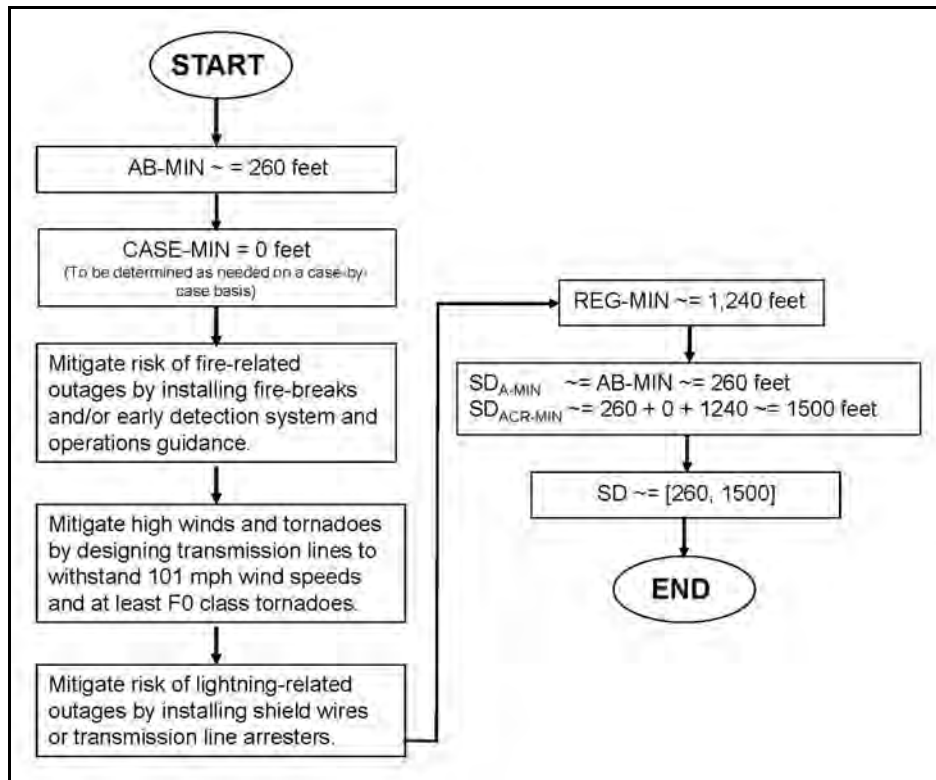 START
AB-MIN ~ = 260 feet
CASE-MIN = 0 feet
(To be determined as needed on a case-by-
case basis)
Mitigate risk of fire-related
outages by installing fire-breaks
and/or early detection system and
operations guidance.
Mitigate high winds and tornadoes
by designing transmission lines to
withstand 101 mph wind speeds
and at least F0 class tornadoes.
Mitigate risk of lightning-related
outages by installing shield wires
or transmission line arresters.
REG-MIN ~= 1,240 feet
SDA-MIN ~= AB-MIN ~= 260 feet
SDACR-MIN ~= 260 + 0 + 1240 ~= 1500 feet
SD ~= [260, 1500]
END